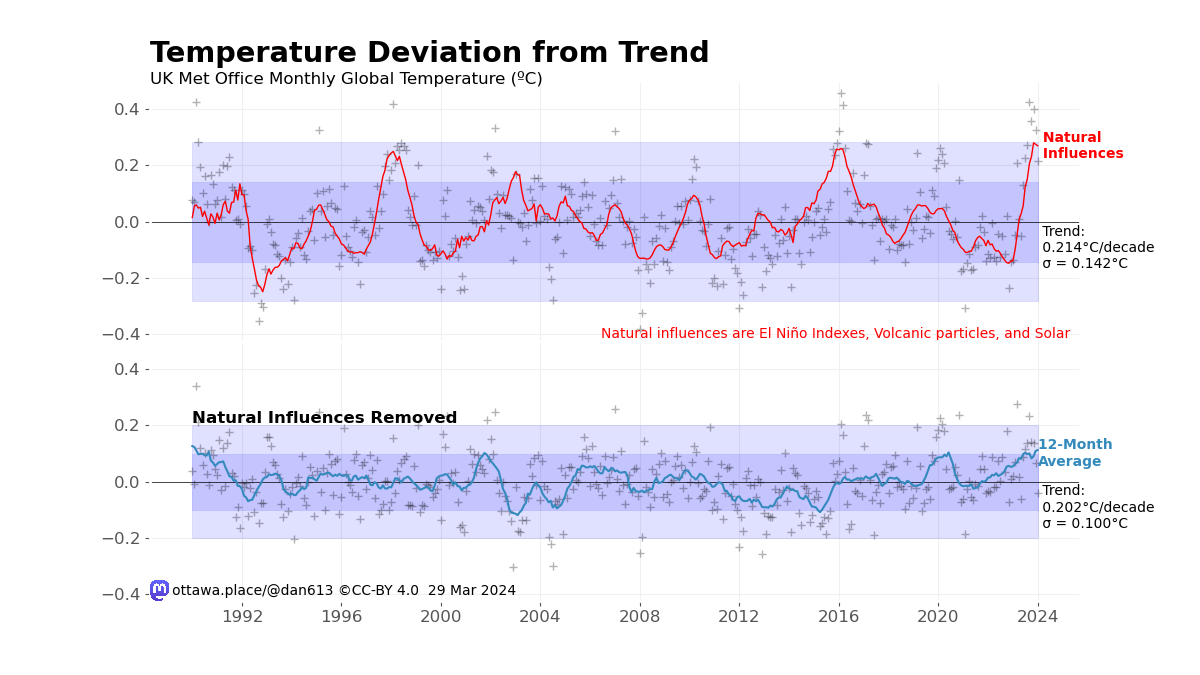 Temperature Deviation from Trend
UK Met Office Monthly Global Temperature (ºC)
0.4
0.2
0.0
−0.2
−0.4
Natural
Influences
Trend:
0.214°C/decade
σ = 0.142°C
Natural influences are El Niño Indexes, Volcanic particles, and Solar
0.4
0.2
0.0
−0.2
−0.4
Natural Influences Removed
12-Month
Average
Trend:
0.202°C/decade
σ = 0.100°C
ottawa.place/@dan613 ©CC-BY 4.0 29 Mar 2024
1992 1996 2000 2004 2008 2012 2016 2020 2024